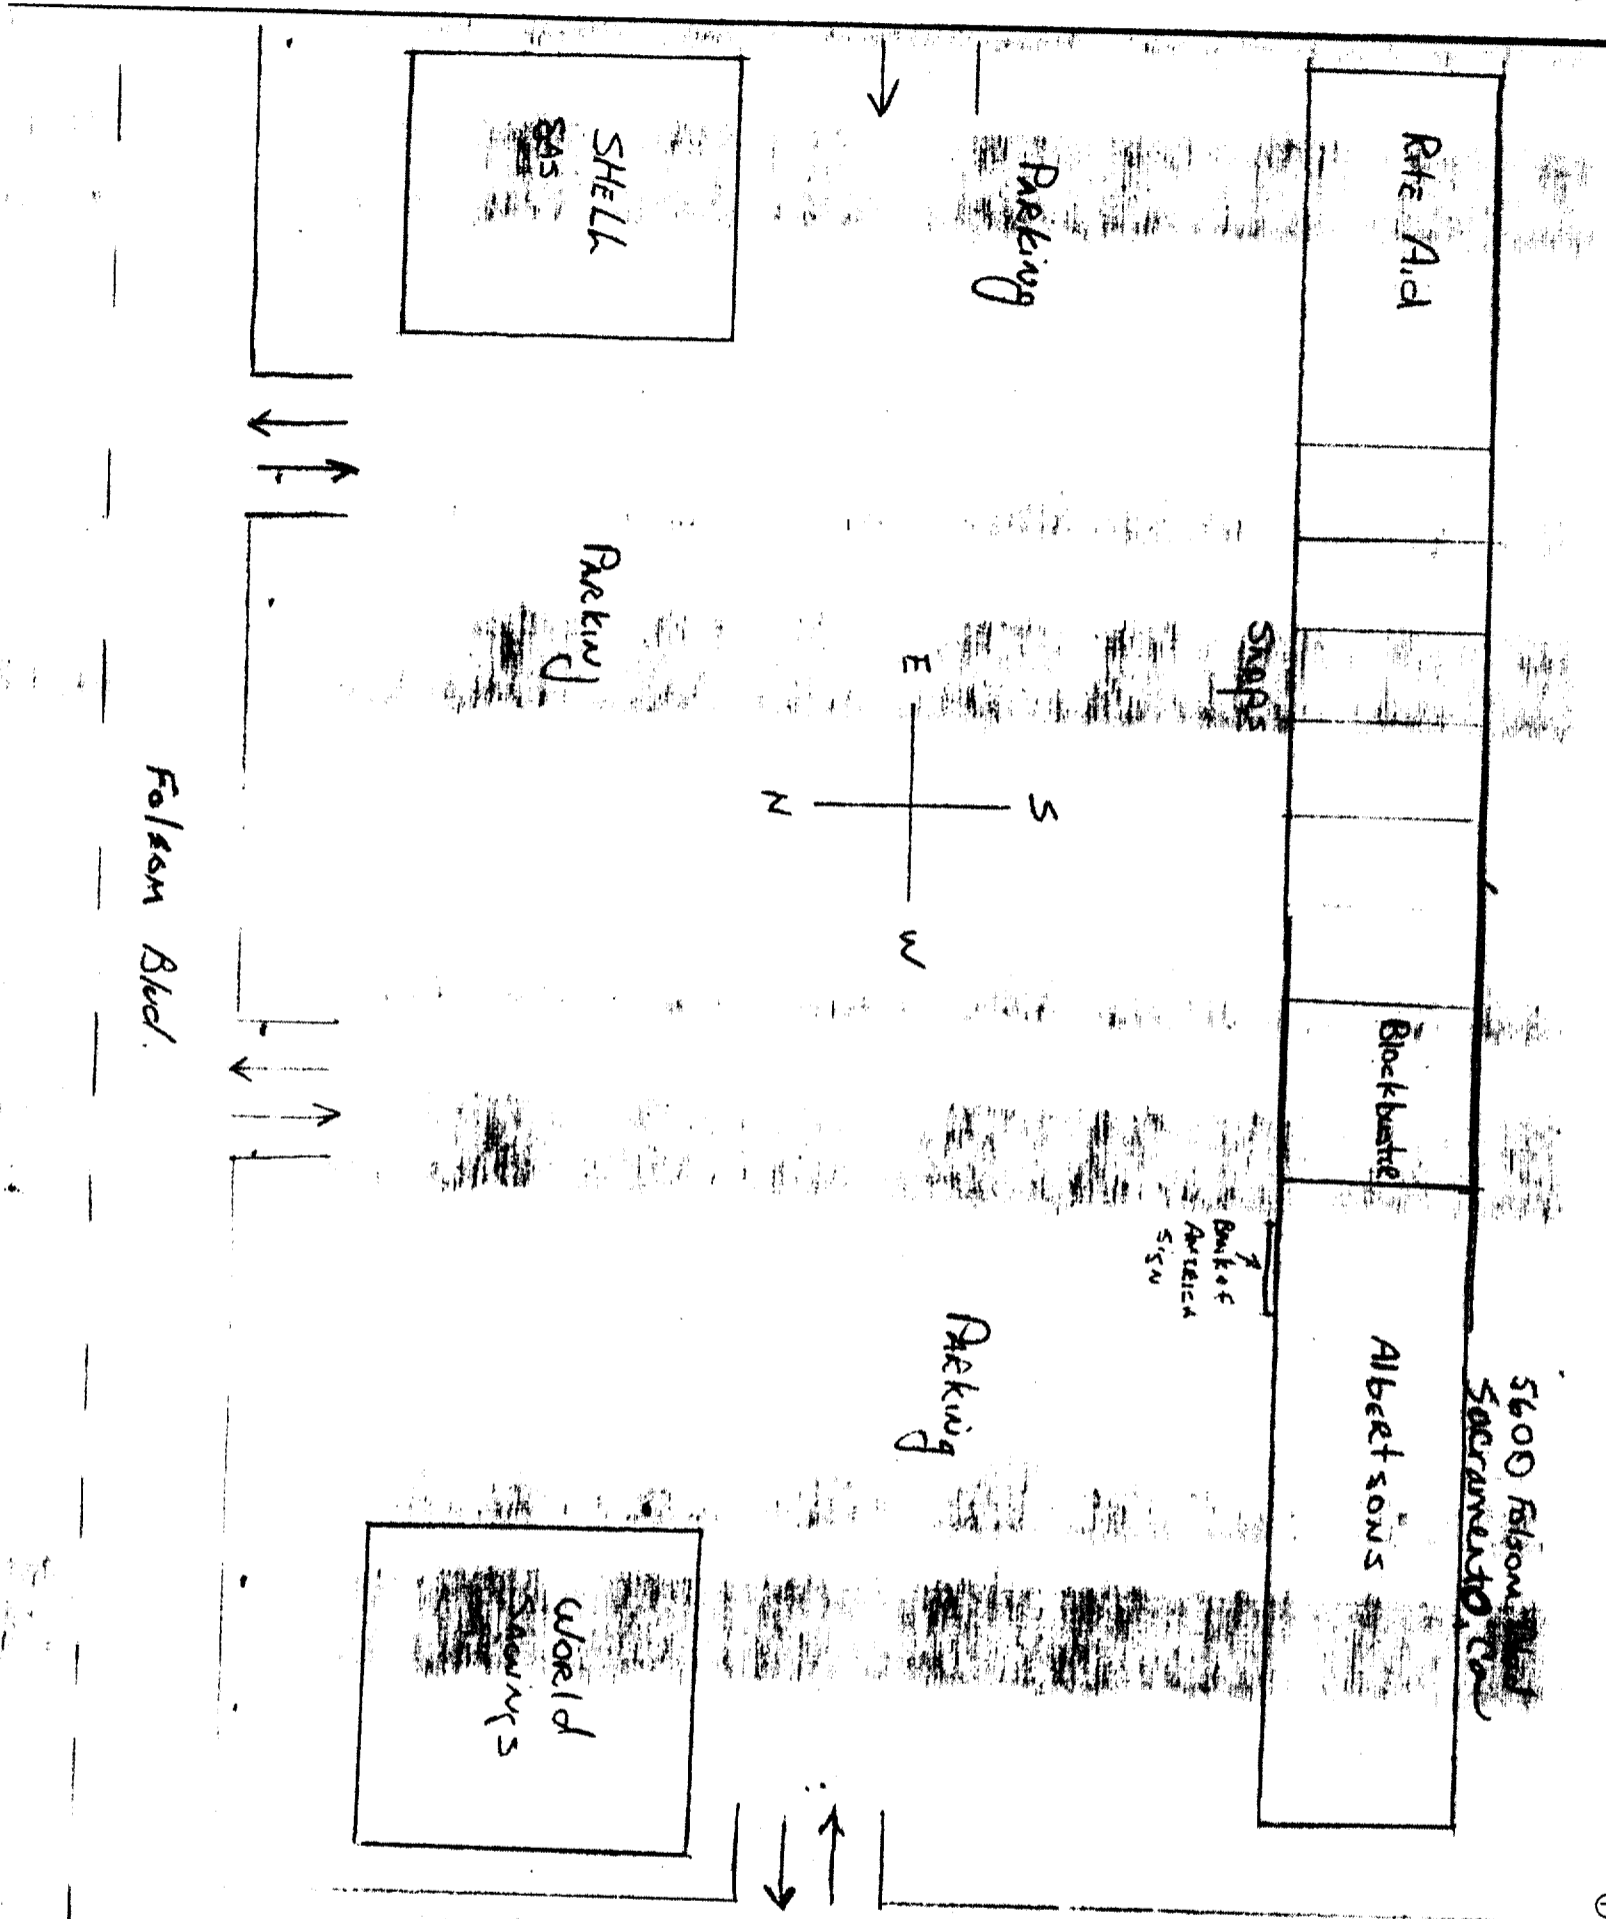 5600 Folsom
Sacramento, Ca
Rite Aid
Blockbuster
Albertsons
Shops
Bank of
America
Sign
Parking
S
E
W
N
Parking
SHELL
GAS
Parking
World
Savings
Folsom Blvd.